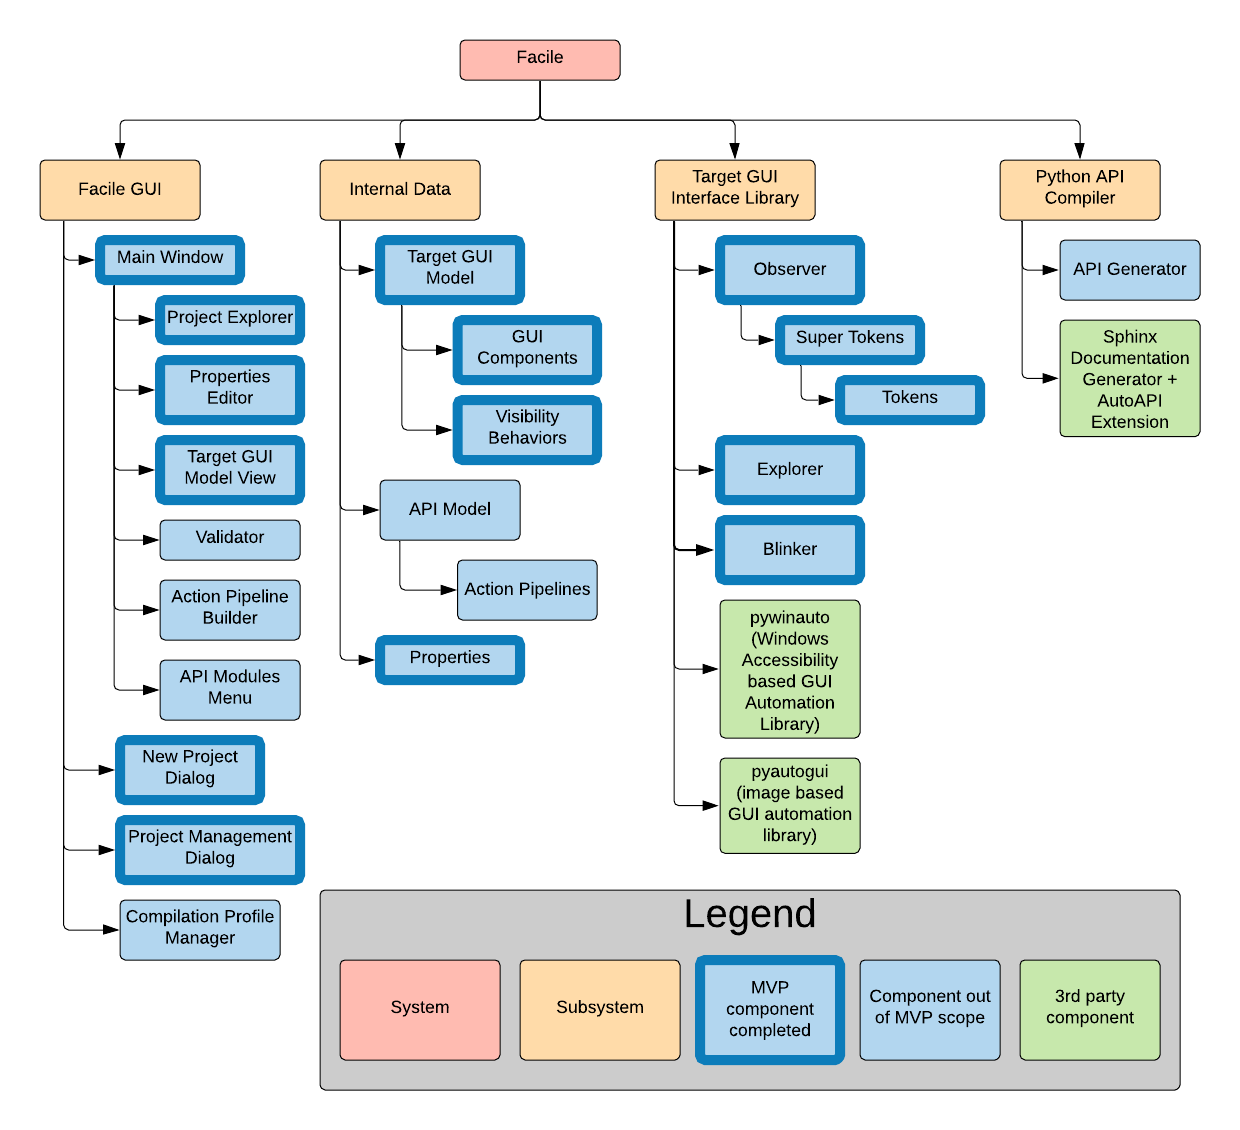 Facile
Facile GUI
Main Window
Project Explorer
Properties
Editor
Target GUI
Model View
Validator
Action Pipeline
Builder
API Modules
Menu
New Project
Dialog
Project Management
Dialog
Compilation Profile
Manager
Internal Data
Target GUI
Model
GUI
Components
Visibility
Behaviors
API Model
Action Pipelines
Properties
Target GUI
Interface Library
Observer
Super Tokens
Tokens
Explorer
Blinker
pywinauto
(Windows
Accessibility
based GUI
Automation
Library)
pyautogui
(image based
GUI automation
library)
Python API
Compiler
API Generator
Sphinx
Documentation
Generator +
AutoAPI
Extension
Legend
System
Subsystem
MVP
component
completed
Component out
of MVP scope
3rd party
component